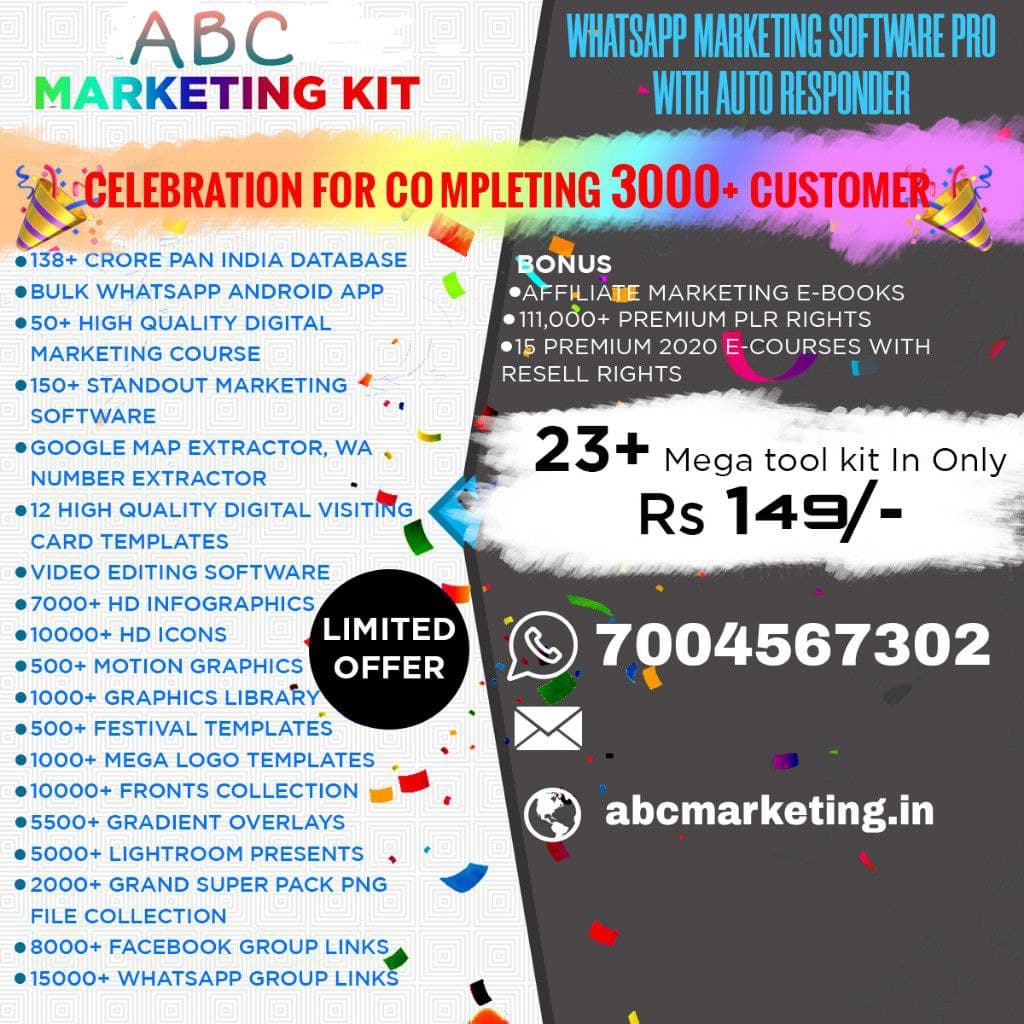 ABC
MARKETING KIT
WHATSAPP MARKETING SOFTWARE PRO
WITH AUTO RESPONDER
CELEBRATION FOR CO MPLETING 3000+ CUSTOMER
•138+ CRORE PAN INDIA DATABASE
•BULK WHATSAPP ANDROID APP
•50+ HIGH QUALITY DIGITAL
MARKETING COURSE
•150+ STANDOUT MARKETING
SOFTWARE
•GOOGLE MAP EXTRACTOR, WA
NUMBER EXTRACTOR
•12 HIGH QUALITY DIGITAL VISITING
CARD TEMPLATES
•VIDEO EDITING SOFTWARE
•7000+ HD INFOGRAPHICS
•10000+ HD ICONS
•500+ MOTION GRAPHICS
•1000+ GRAPHICS LIBRARY
•500+ FESTIVAL TEMPLATES
•1000+ MEGA LOGO TEMPLATES
•10000+ FRONTS COLLECTION
•5500+ GRADIENT OVERLAYS
•5000+ LIGHTROOM PRESENTS
•2000+ GRAND SUPER PACK PNG
FILE COLLECTION
•8000+ FACEBOOK GROUP LINKS
•15000+ WHATSAPP GROUP LINKS
LIMITED
OFFER
BONUS
•AFFILIATE MARKETING E-BOOKS
•111,000+ PREMIUM PLR RIGHTS
•15 PREMIUM 2020 E-COURSES WITH
RESELL RIGHTS
23+ Mega tool kit In Only
Rs 149/-
7004567302
abcmarketing.in